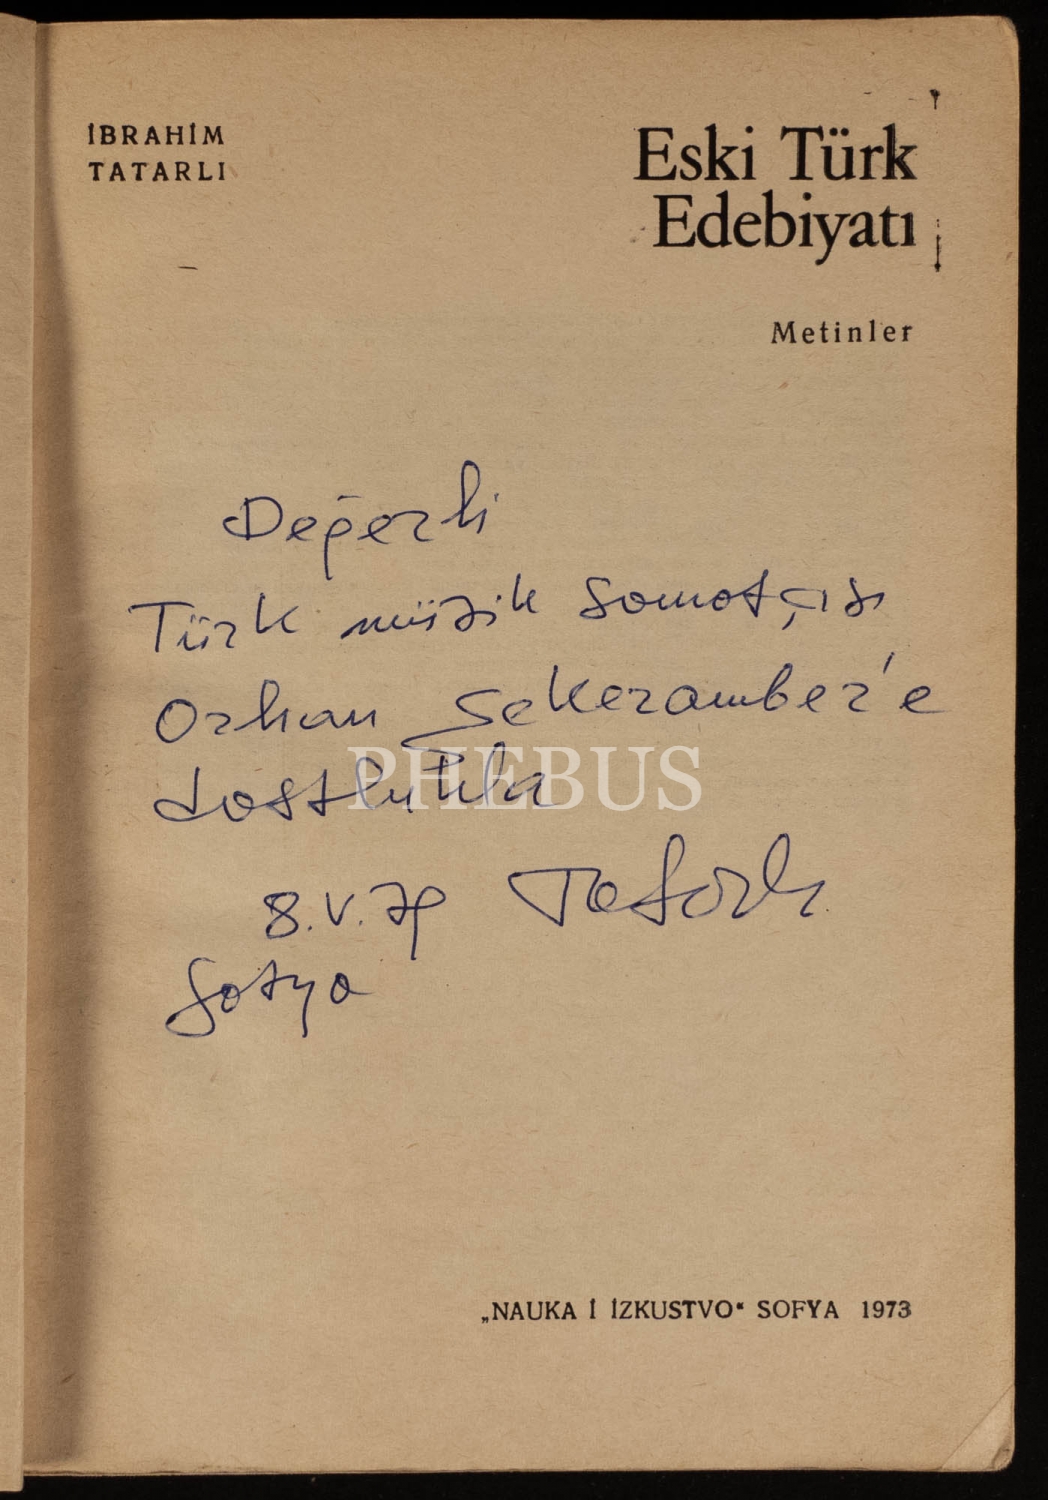 İBRAHİM
TATARLI
Eski Türk
Edebiyatı
Metinler
Değerli
Türk müzik sanatçısı
Orhan Şekeramber'e
dostlukla
8.V.79 Tatarlı
Sofya
PHEBUS
„NAUKA İ İZKUSTVO“ SOFYA 1973